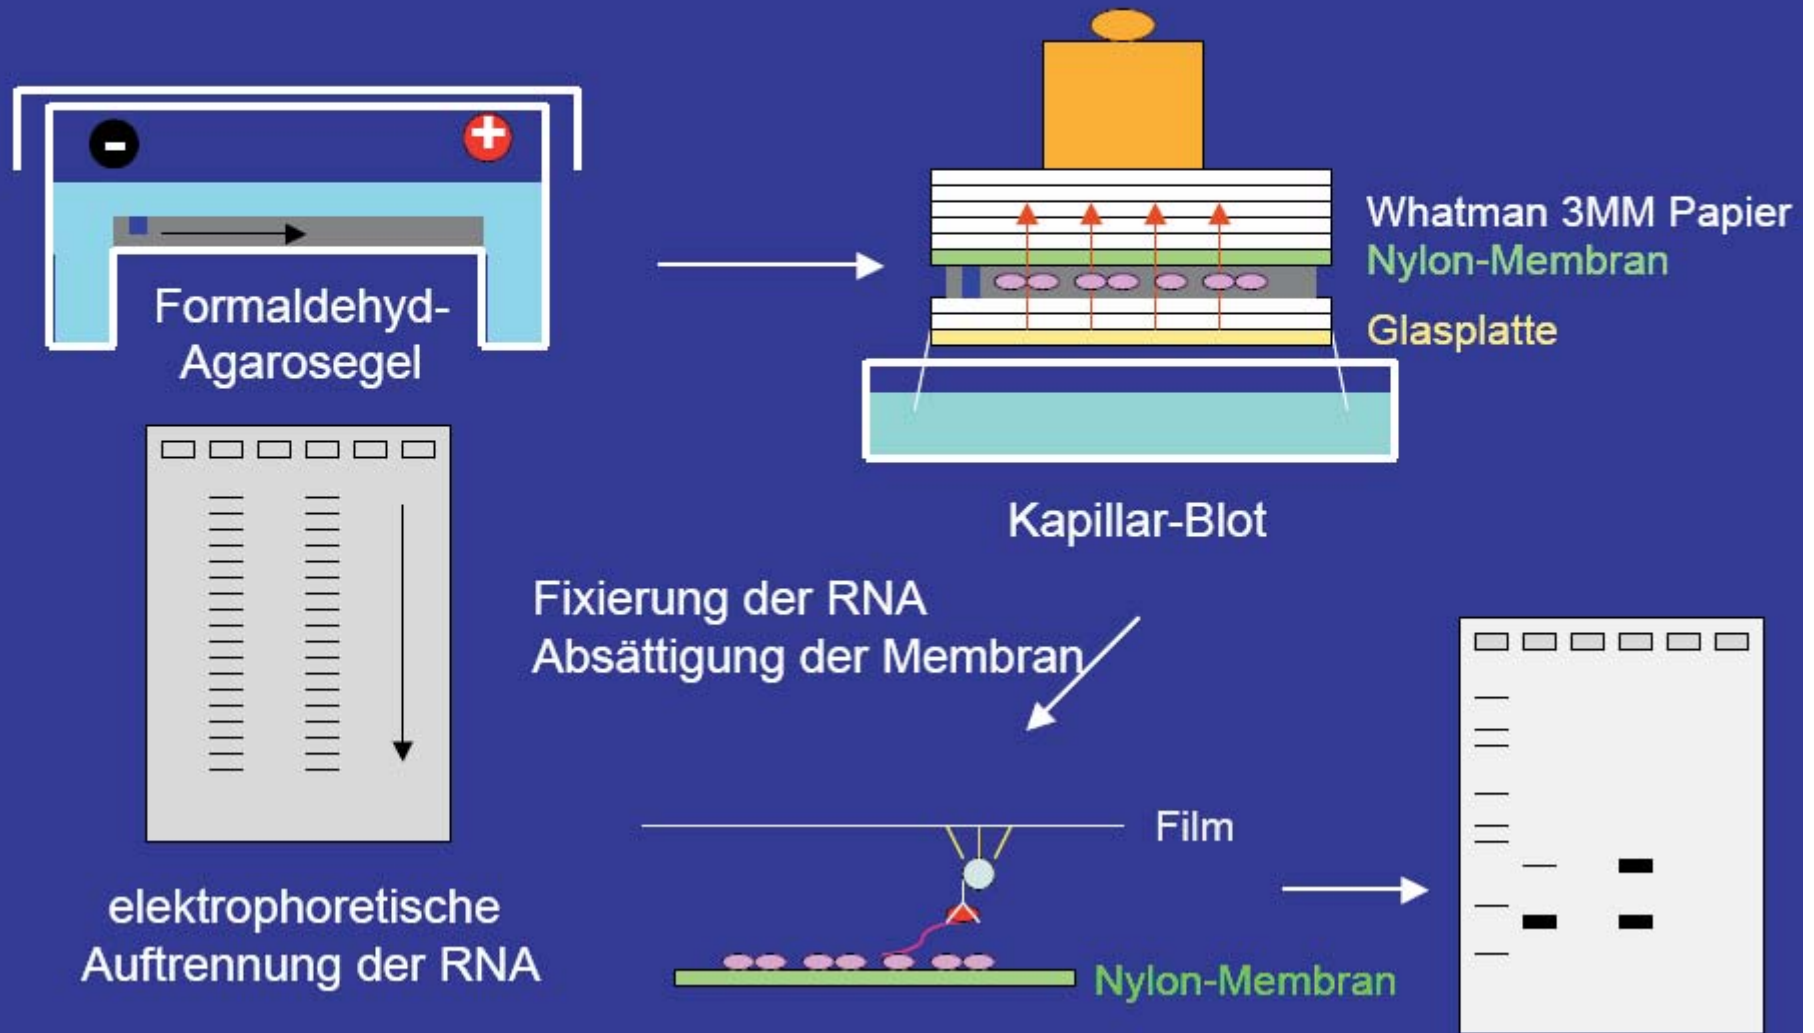 -
+
Formaldehyd-
Agarosegel
Whatman 3MM Papier
Nylon-Membran
Glasplatte
Kapillar-Blot
elektrophoretische
Auftrennung der RNA
Fixierung der RNA
Absättigung der Membran
Film
Nylon-Membran